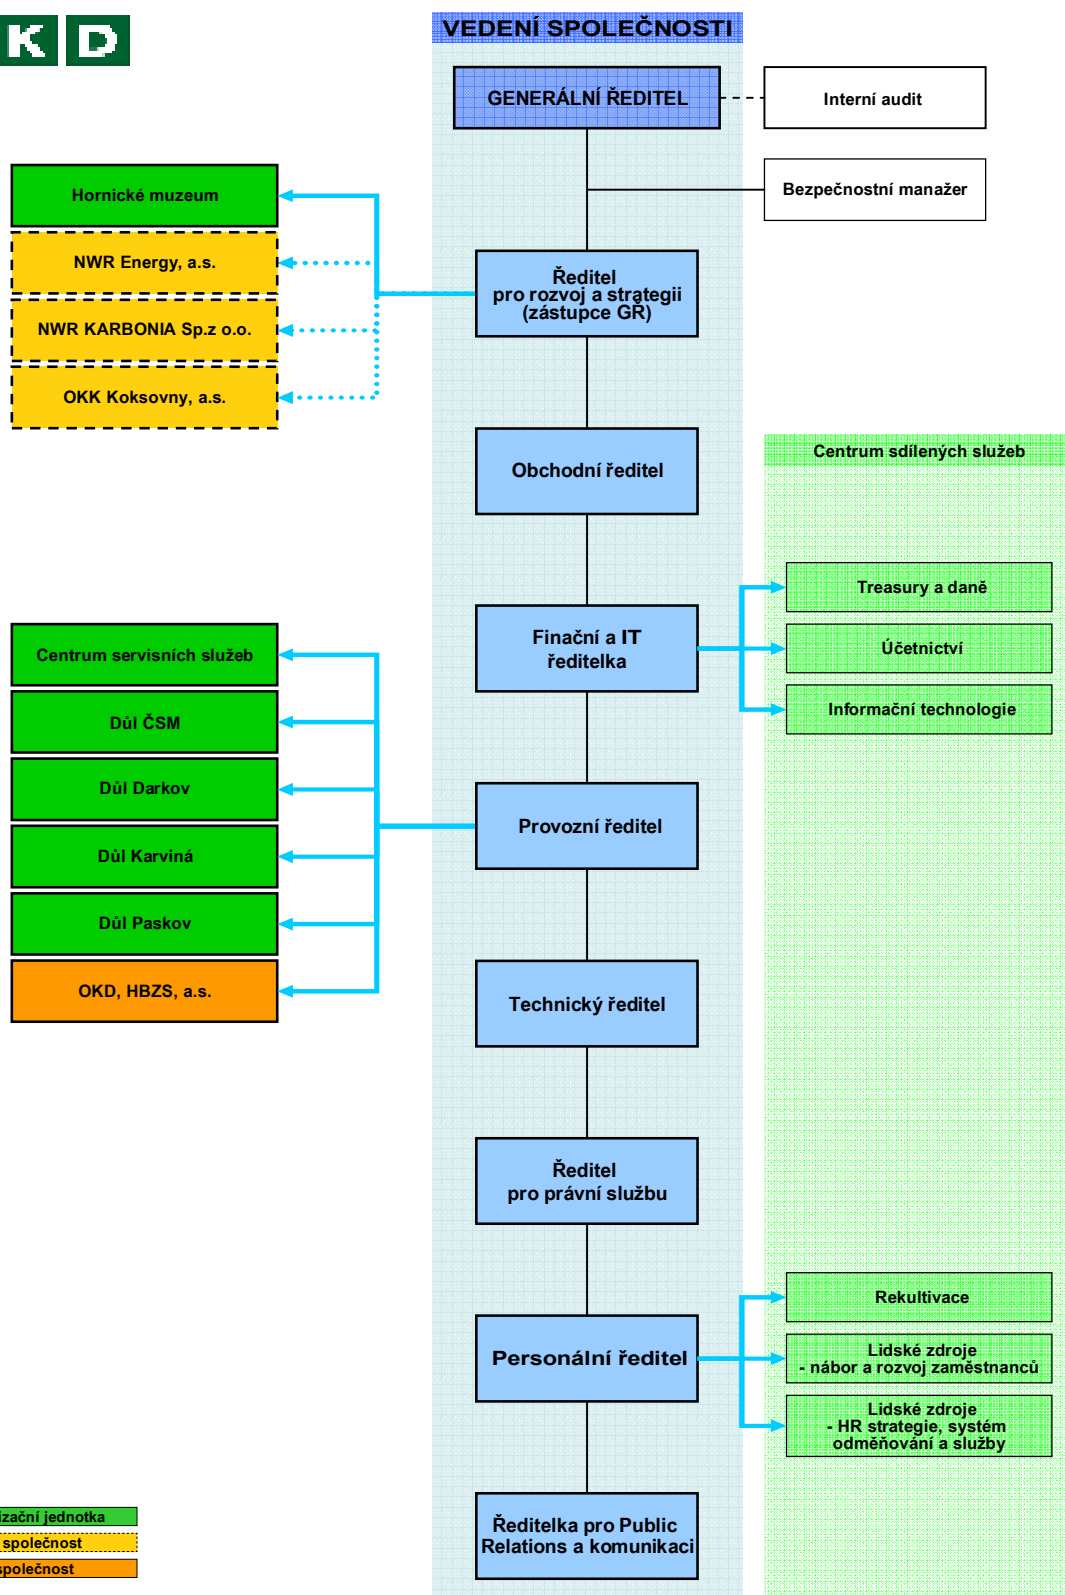 KD
VEDENÍ SPOLEČNOSTI
GENERÁLNÍ ŘEDITEL
Interní audit
Bezpečnostní manažer
Hornické muzeum
NWR Energy, a.s.
NWR KARBONIA Sp.z o.o.
OKK Koksovny, a.s.
Ředitel
pro rozvoj a strategii
(zástupce GŘ)
Obchodní ředitel
Centrum sdílených služeb
Finační a IT
ředitelka
Treasury a daně
Účetnictví
Informační technologie
Centrum servisních služeb
Důl ČSM
Důl Darkov
Důl Karviná
Důl Paskov
OKD, HBZS, a.s.
Provozní ředitel
Technický ředitel
Ředitel
pro právní službu
Personální ředitel
Rekultivace
Lidské zdroje
- nábor a rozvoj zaměstnanců
Lidské zdroje
- HR strategie, systém
odměňování a služby
Ředitelka pro Public
Relations a komunikaci
izační jednotka
společnost
společnost